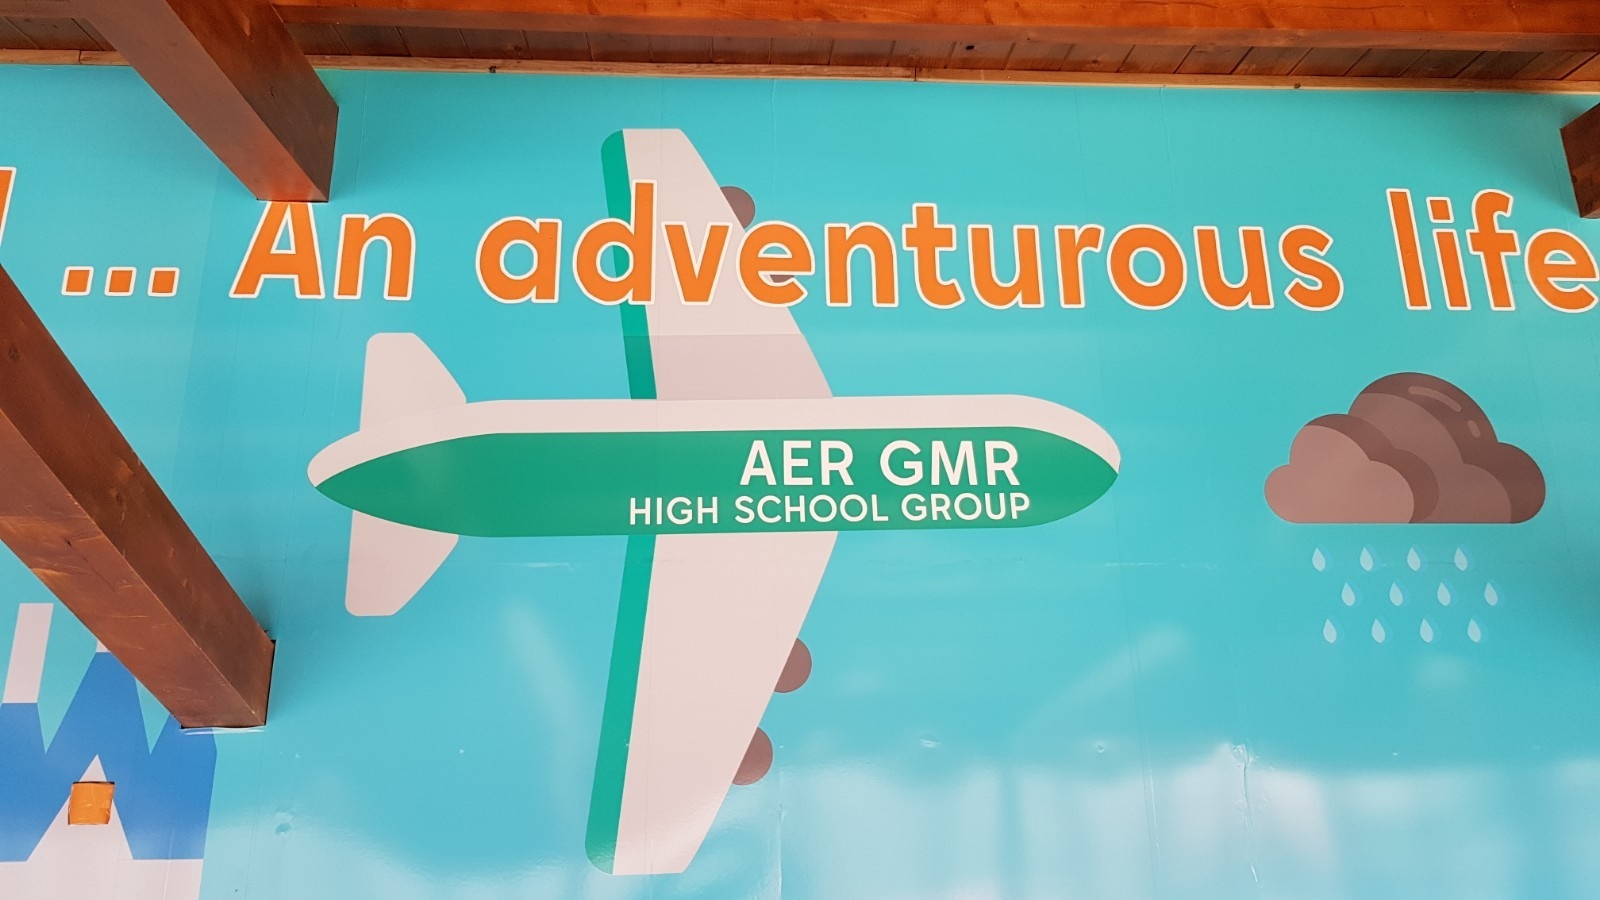 ... An adventurous life
AER GMR
HIGH SCHOOL GROUP